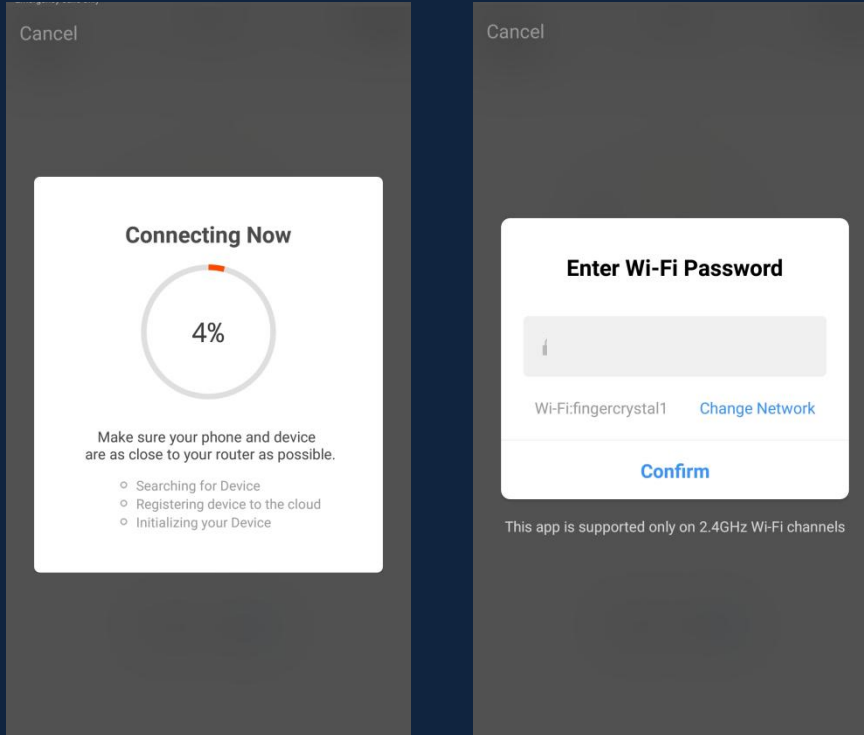 Cancel
Connecting Now
4%
Make sure your phone and device
are as close to your router as possible.
Searching for Device
Registering device to the cloud
Initializing your Device
Cancel
Enter Wi-Fi Password
Wi-Fi:fingercrystal1 Change Network
Confirm
This app is supported only on 2.4GHz Wi-Fi channels